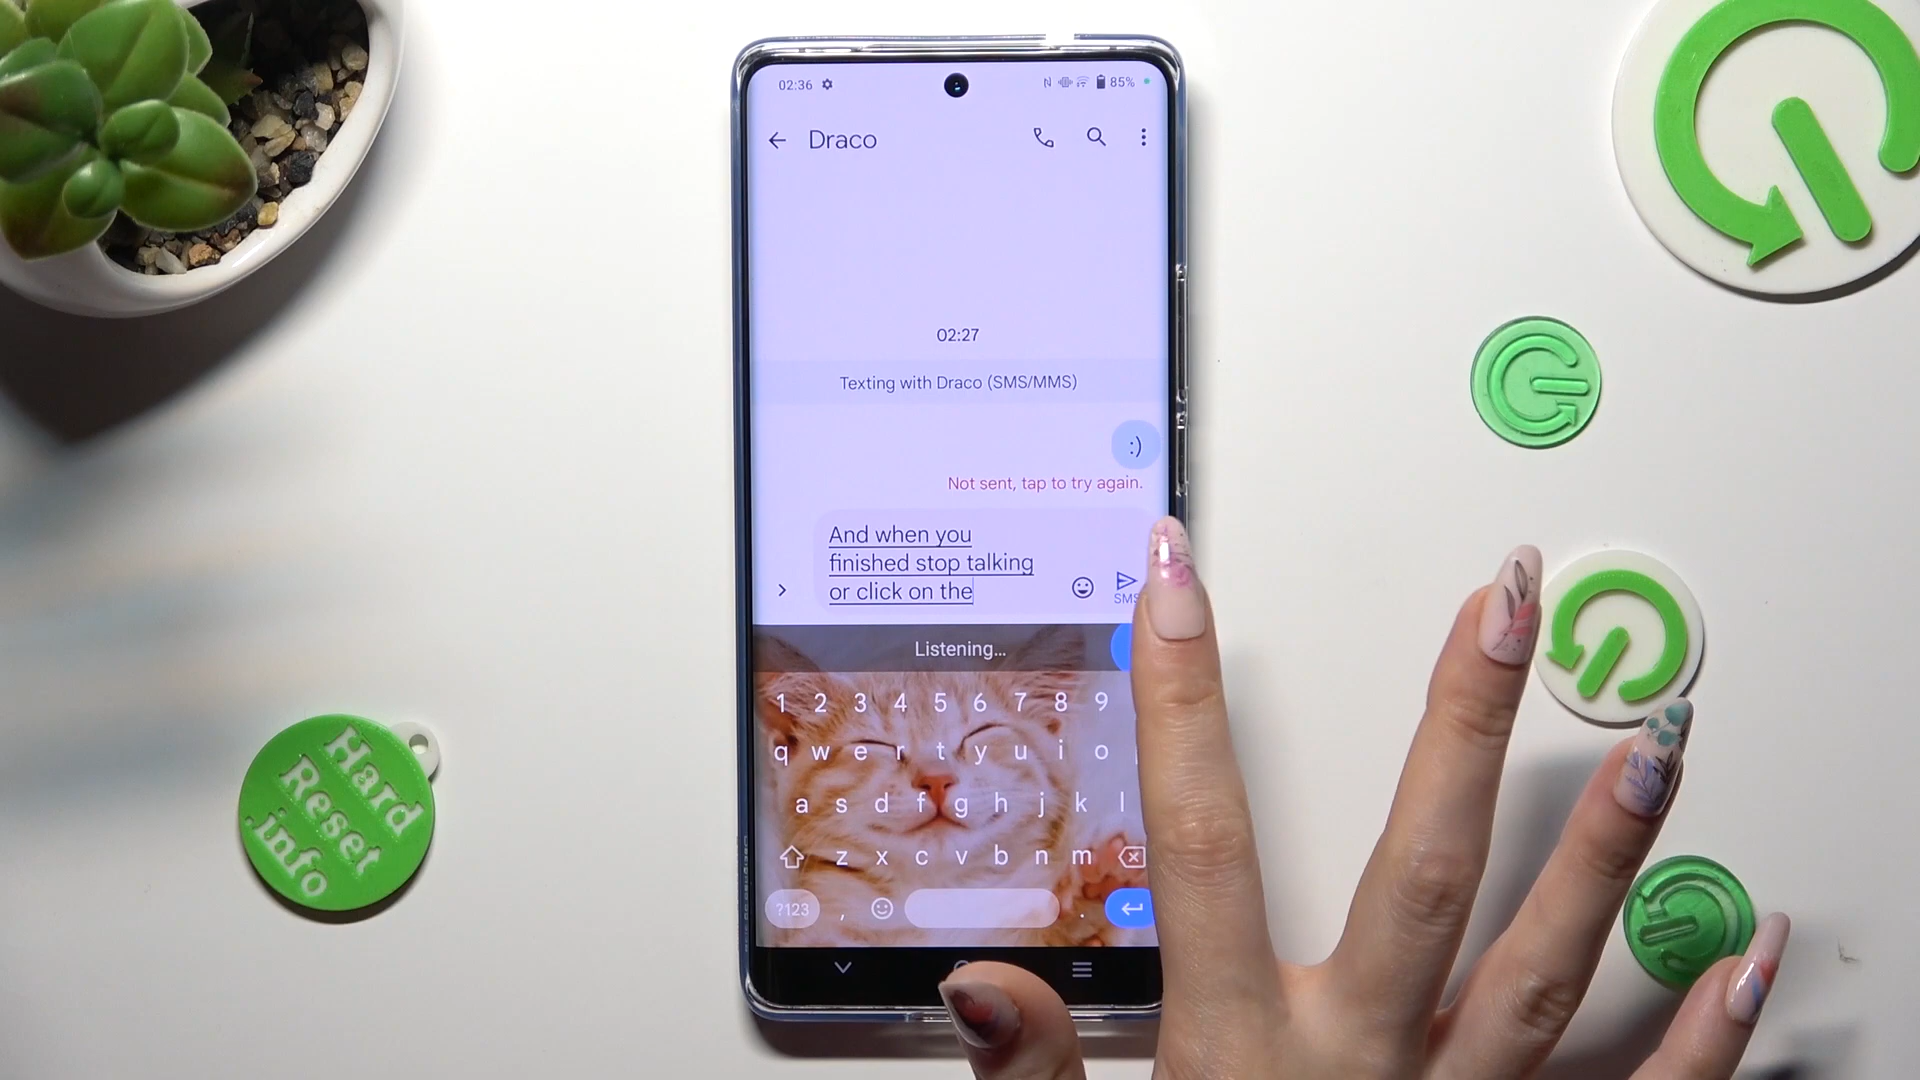 02:36
85%
Draco
02:27
Texting with Draco (SMS/MMS)
:)
Not sent, tap to try again.
And when you
finished stop talking
or click on the
SMS
Listening...
1 2 3 4 5 6 7 8 9
q w e r t y u i o
a s d f g h j k l
z x c v b n m
?123 , .
Hard
Reset
.info